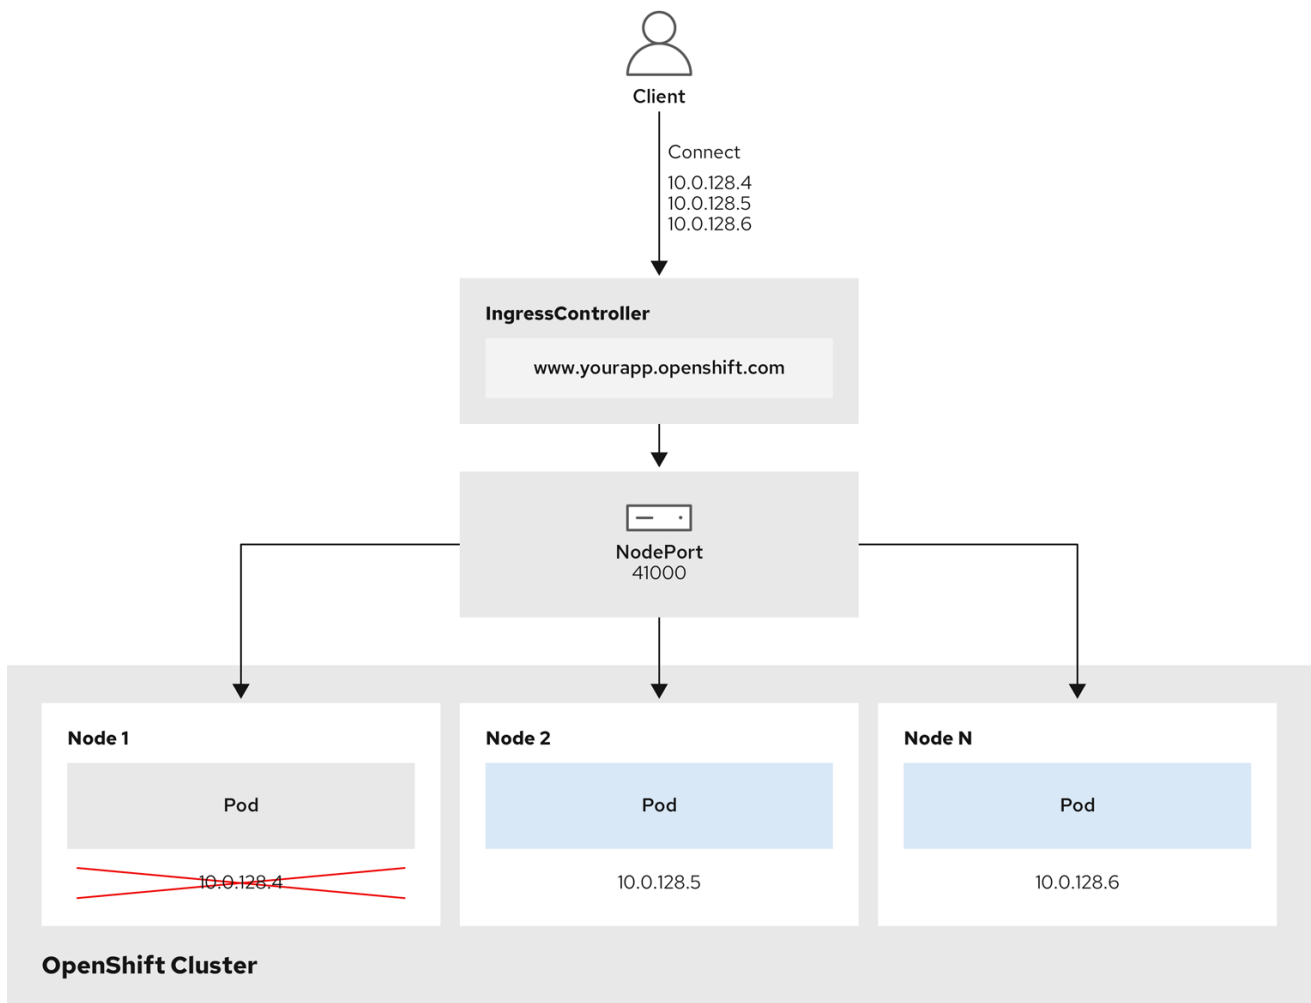 Client
Connect
10.0.128.4
10.0.128.5
10.0.128.6
IngressController
www.yourapp.openshift.com
NodePort
41000
Node 1
Pod
10.0.128.4
Node 2
Pod
10.0.128.5
Node N
Pod
10.0.128.6
OpenShift Cluster